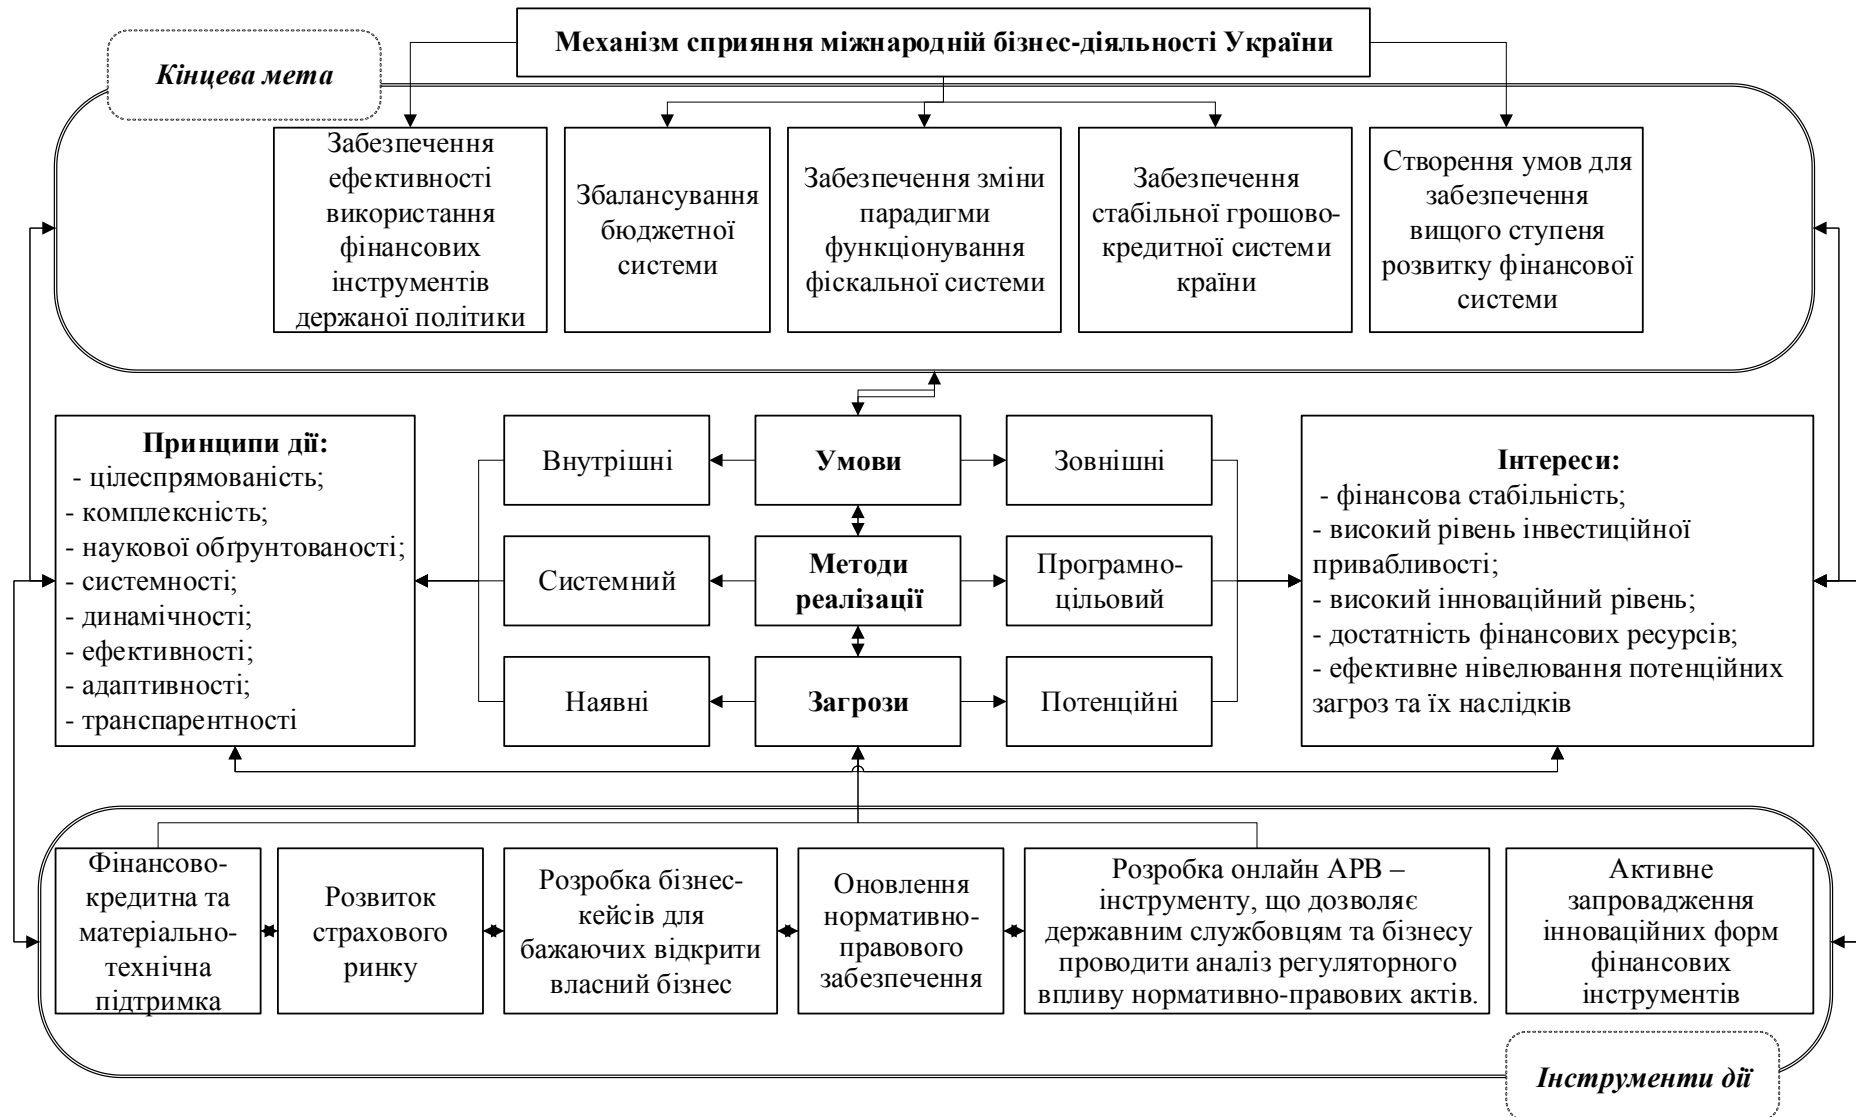 Механізм сприяння міжнародній бізнес-діяльності України
Кінцева мета
Забезпечення
ефективності
використання
фінансових
інструментів
держаної політики
Збалансування
бюджетної
системи
Забезпечення зміни
парадигми
функціонування
фіскальної системи
Забезпечення
стабільної грошово-
кредитної системи
країни
Створення умов для
забезпечення
вищого ступеня
розвитку фінансової
системи
Принципи дії:
- цілеспрямованість;
- комплексність;
- наукової обґрунтованості;
- системності;
- динамічності;
- ефективності;
- адаптивності;
- транспарентності
Внутрішні
Умови
Зовнішні
Системний
Методи
реалізації
Програмно-
цільовий
Наявні
Загрози
Потенційні
Інтереси:
- фінансова стабільність;
- високий рівень інвестиційної
привабливості;
- високий інноваційний рівень;
- достатність фінансових ресурсів;
- ефективне нівелювання потенційних
загроз та їх наслідків
Фінансово-
кредитна та
матеріально-
технічна
підтримка
Розвиток
страхового
ринку
Розробка бізнес-
кейсів для
бажаючих відкрити
власний бізнес
Оновлення
нормативно-
правового
забезпечення
Розробка онлайн АРВ –
інструменту, що дозволяє
державним службовцям та бізнесу
проводити аналіз регуляторного
впливу нормативно-правових актів.
Активне
запровадження
інноваційних форм
фінансових
інструментів
Інструменти дії